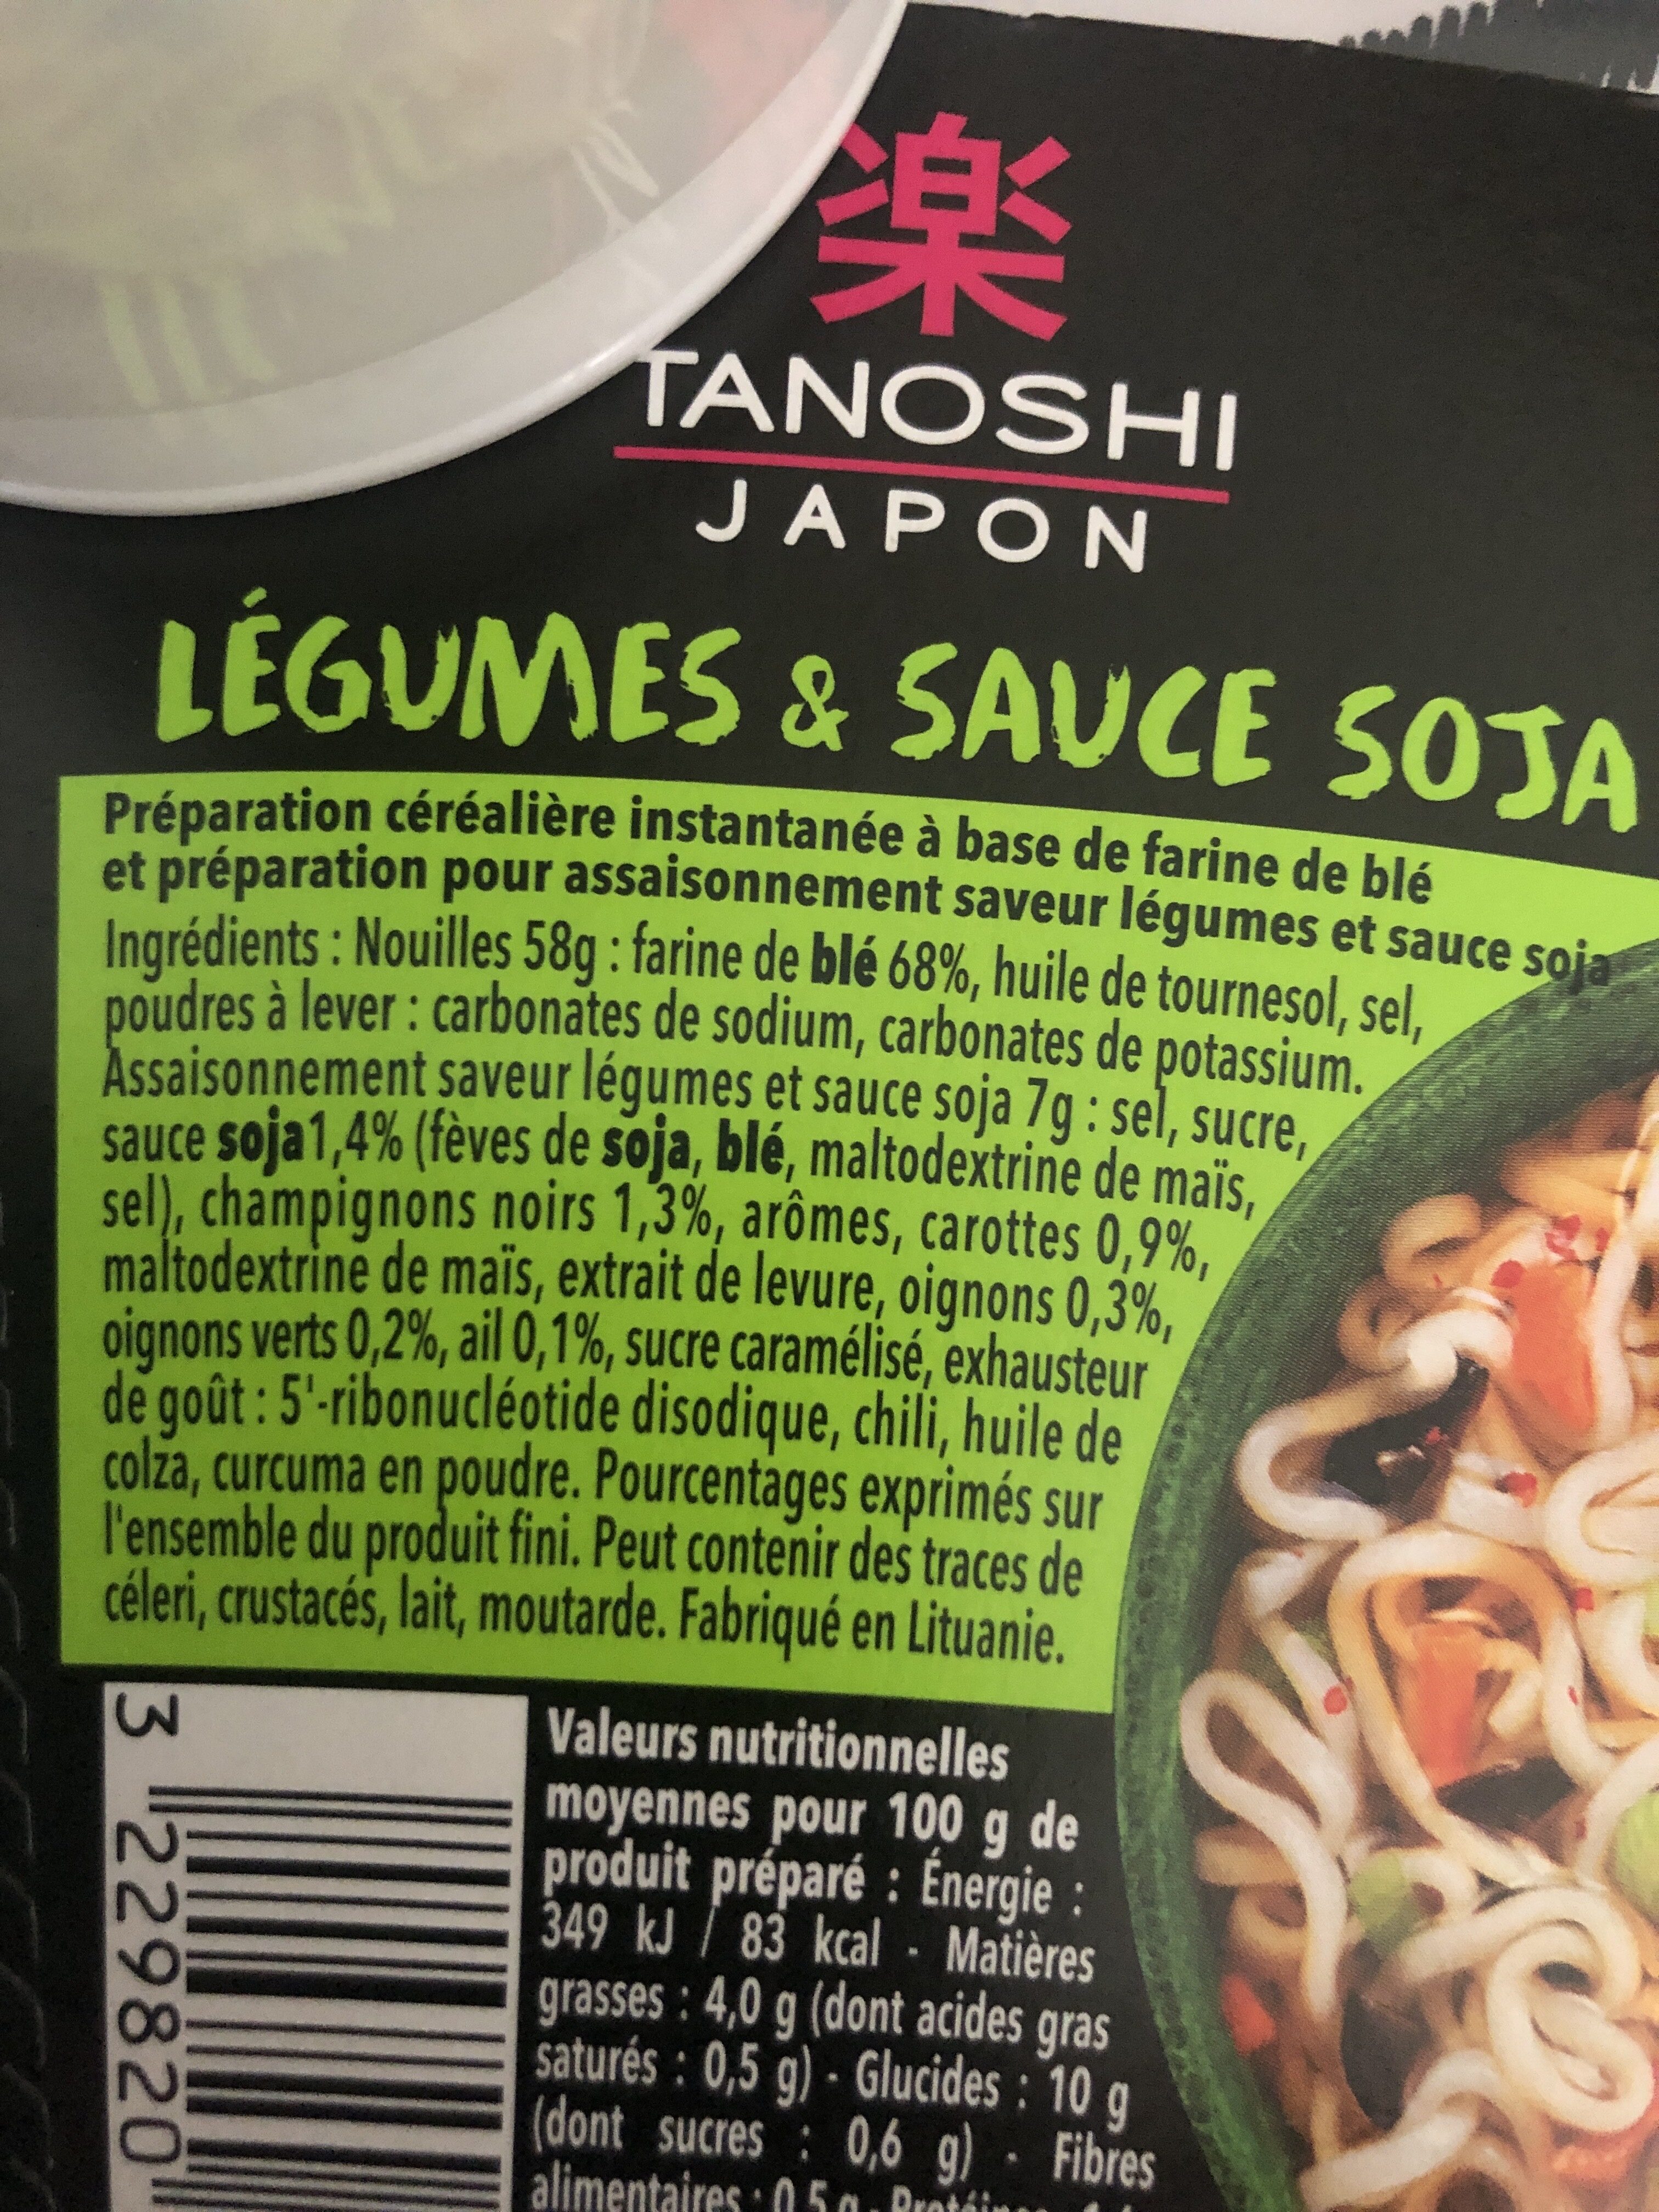 楽
TANOSHI
JAPON
LÉGUMES & SAUCE SOJA
Préparation céréalière instantanée à base de farine de blé
et préparation pour assaisonnement saveur légumes et sauce soja
Ingrédients : Nouilles 58g : farine de blé 68%, huile de tournesol, sel,
poudres à lever : carbonates de sodium, carbonates de potassium.
Assaisonnement saveur légumes et sauce soja 7g : sel, sucre,
sauce soja1,4% (fèves de soja, blé, maltodextrine de maïs,
sel), champignons noirs 1,3%, arômes, carottes 0,9%,
maltodextrine de maïs, extrait de levure, oignons 0,3%,
oignons verts 0,2%, ail 0,1%, sucre caramélisé, exhausteur
de goût : 5'-ribonucléotide disodique, chili, huile de
colza, curcuma en poudre. Pourcentages exprimés sur
l'ensemble du produit fini. Peut contenir des traces de
céleri, crustacés, lait, moutarde. Fabriqué en Lituanie.
3 229820
Valeurs nutritionnelles
moyennes pour 100 g de
produit préparé : Énergie :
349 kJ / 83 kcal - Matières
grasses : 4,0 g (dont acides gras
saturés : 0,5 g) - Glucides : 10 g
(dont sucres : 0,6 g) - Fibres
alimentaires : 0,5 g